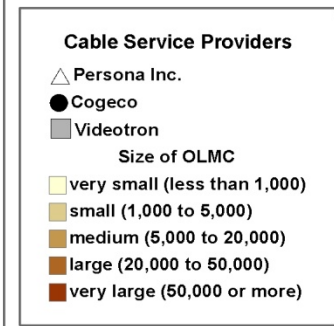 Cable Service Providers
Persona Inc.
Cogeco
Videotron
Size of OLMC
very small (less than 1,000)
small (1,000 to 5,000)
medium (5,000 to 20,000)
large (20,000 to 50,000)
very large (50,000 or more)